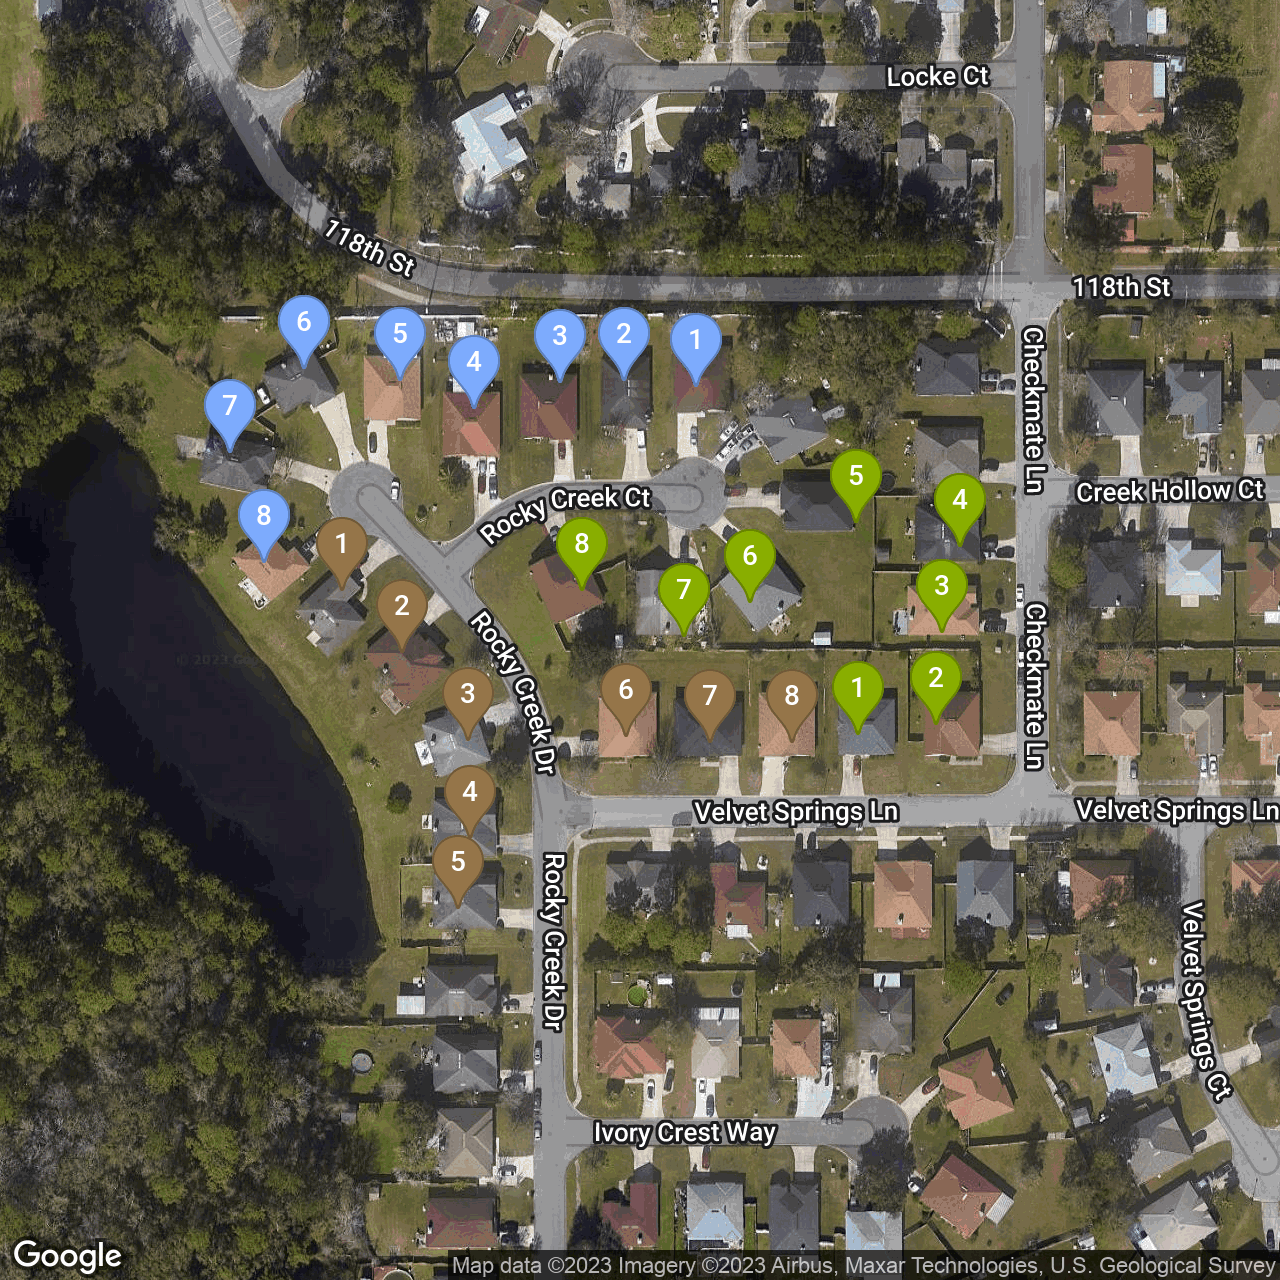 Locke Ct
118th St
118th St
6
5
3
2
1
4
7
8
Checkmate Ln
Creek Hollow Ct
Rocky Creek Ct
5
4
8
6
7
3
1
2
Rocky Creek Dr
Checkmate Ln
1
2
3
6
7
8
4
5
Velvet Springs Ln
Velvet Springs Ln
Rocky Creek Dr
Velvet Springs Ct
Ivory Crest Way
Google
Map data ©2023 Imagery ©2023 Airbus, Maxar Technologies, U.S. Geological Survey